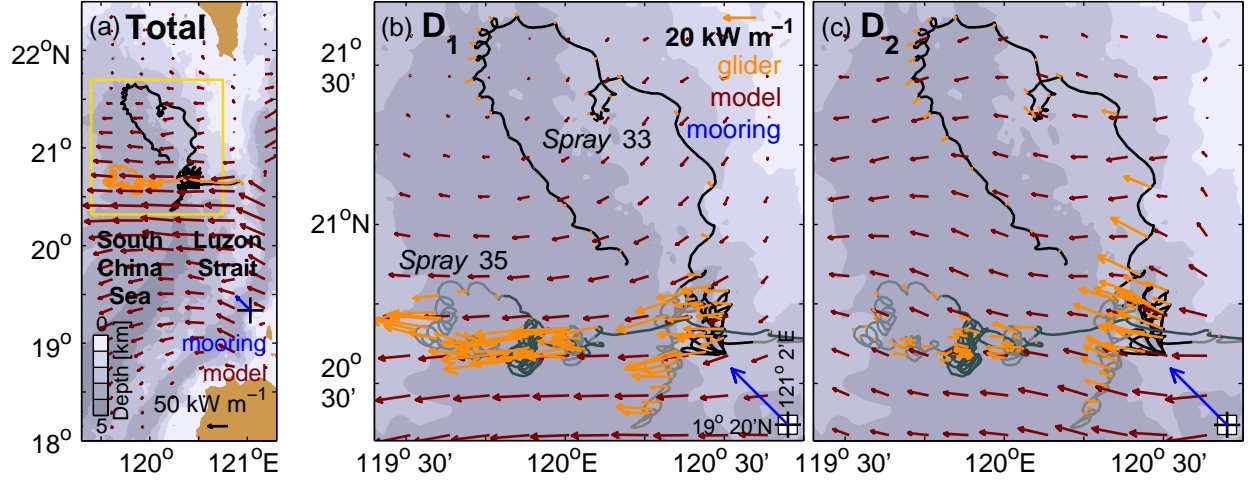 (a) Total
22°N
21°
20°
19°
18°
South
China
Sea
Luzon
Strait
0
Depth [km]
5
mooring
model
50 kW m⁻¹
120°
121°E
(b) D₁
20 kW m⁻¹
glider
model
mooring
Spray 33
Spray 35
21°
30'
21°N
20°
30'
19° 20'N
121° 2'E
119° 30'
120°E
120° 30'
(c) D₂
119° 30'
120°E
120° 30'